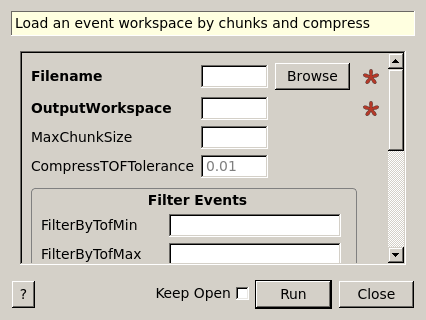 Load an event workspace by chunks and compress
Filename
Browse
*
OutputWorkspace
*
MaxChunkSize
CompressTOFTolerance
0.01
Filter Events
FilterByTofMin
FilterByTofMax
?
Keep Open
Run
Close